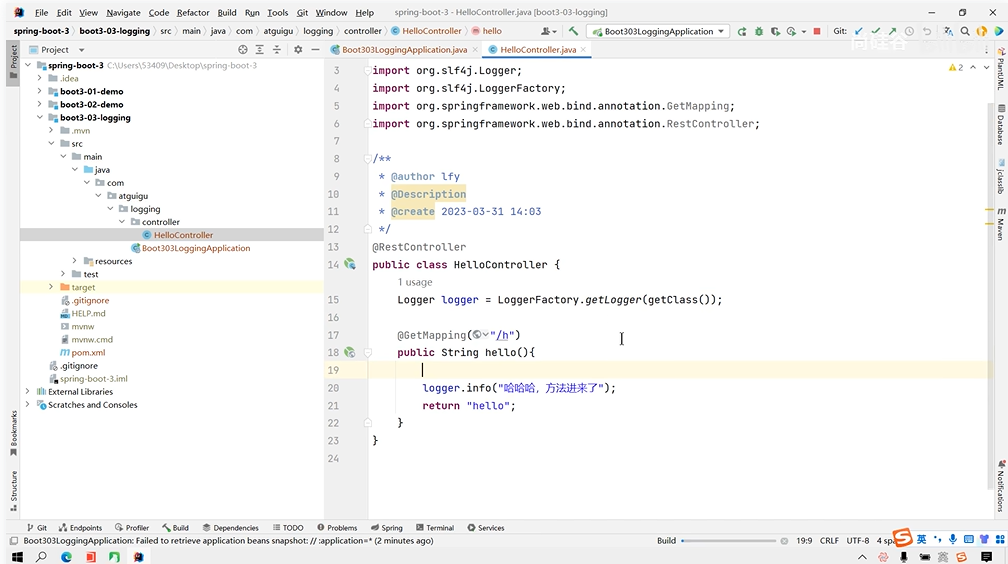 File Edit View Navigate Code Refactor Build Run Tools Git Window Help spring-boot-3 - HelloController.java [boot3-03-logging]
spring-boot-3 boot3-03-logging src main java com atguigu logging controller HelloController hello Boot303LoggingApplication Git:
尚硅谷
Project Boot303LoggingApplication.java HelloController.java
spring-boot-3 C:\Users\53409\Desktop\spring-boot-3
.idea
boot3-01-demo
boot3-02-demo
boot3-03-logging
.mvn
src
main
java
com
atguigu
logging
controller
HelloController
Boot303LoggingApplication
resources
test
target
.gitignore
HELP.md
mvnw
mvnw.cmd
pom.xml
.gitignore
spring-boot-3.iml
External Libraries
Scratches and Consoles
2
3 import org.slf4j.Logger;
4 import org.slf4j.LoggerFactory;
5 import org.springframework.web.bind.annotation.GetMapping;
6 import org.springframework.web.bind.annotation.RestController;
7
8 /**
9 * @author lfy
10 * @Description
11 * @create 2023-03-31 14:03
12 */
13 @RestController
14 public class HelloController {
1 usage
15 Logger logger = LoggerFactory.getLogger(getClass());
16
17 @GetMapping("/h")
18 public String hello(){
19
20 logger.info("哈哈哈，方法进来了");
21 return "hello";
22 }
23 }
24
Project
Bookmarks
Structure
PlantUML
Database
jclasslib
Maven
Notifications
Git Endpoints Profiler Build Dependencies TODO Problems Spring Terminal Services
Boot303LoggingApplication: Failed to retrieve application beans snapshot: // :application=* (2 minutes ago) Build 19:9 CRLF UTF-8 4 spa
英
英